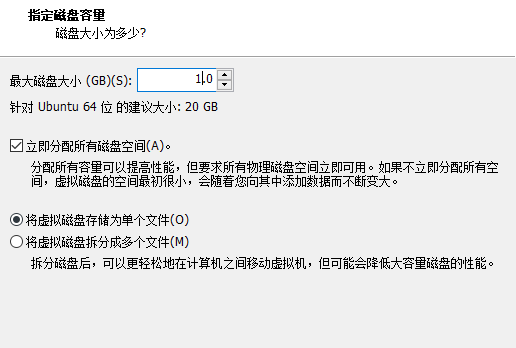 指定磁盘容量
磁盘大小为多少?
最大磁盘大小 (GB)(S): 1.0
针对 Ubuntu 64 位 的建议大小: 20 GB
立即分配所有磁盘空间(A)。
分配所有容量可以提高性能，但要求所有物理磁盘空间立即可用。如果不立即分配所有空
间，虚拟磁盘的空间最初很小，会随着您向其中添加数据而不断变大。
将虚拟磁盘存储为单个文件(O)
将虚拟磁盘拆分成多个文件(M)
拆分磁盘后，可以更轻松地在计算机之间移动虚拟机，但可能会降低大容量磁盘的性能。